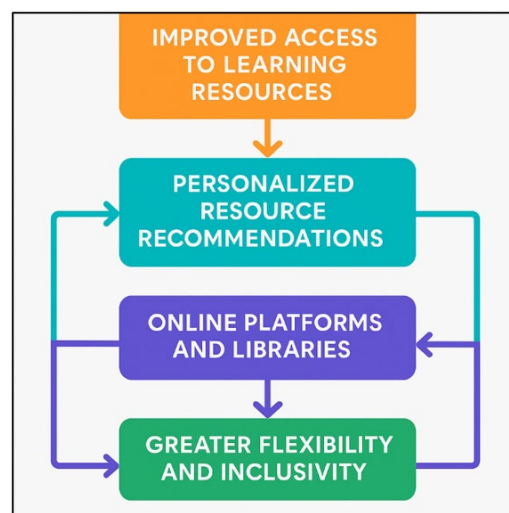 IMPROVED ACCESS
TO LEARNING
RESOURCES
PERSONALIZED
RESOURCE
RECOMMENDATIONS
ONLINE PLATFORMS
AND LIBRARIES
GREATER FLEXIBILITY
AND INCLUSIVITY